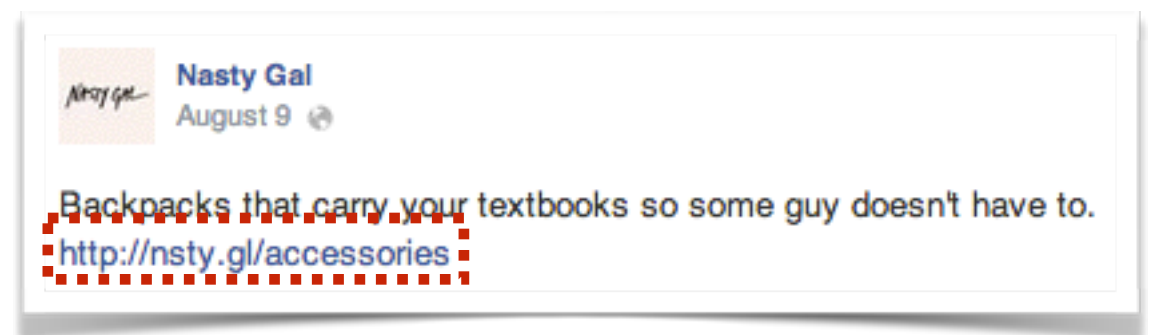 Nasty Gal
Nasty Gal
August 9
Backpacks that carry your textbooks so some guy doesn't have to.
http://nsty.gl/accessories